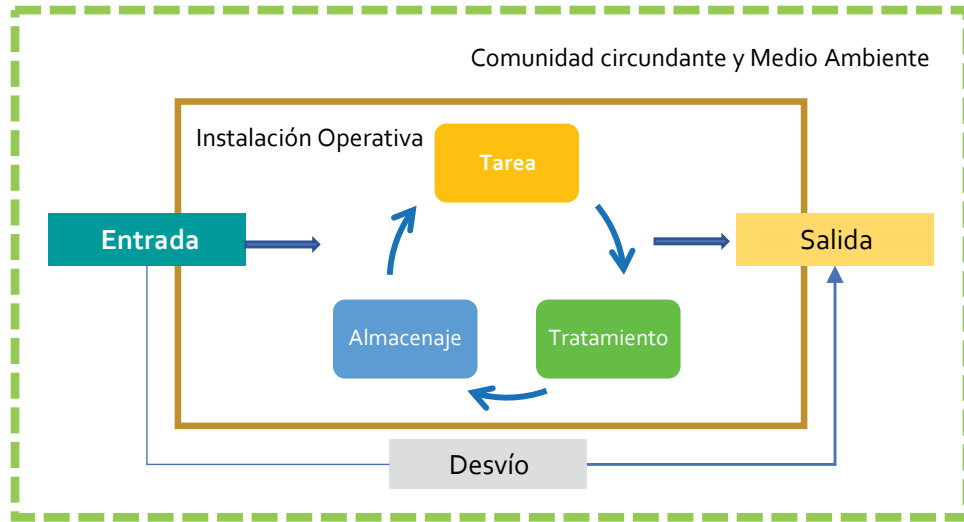 Comunidad circundante y Medio Ambiente
Instalación Operativa
Tarea
Entrada
Salida
Almacenaje
Tratamiento
Desvío